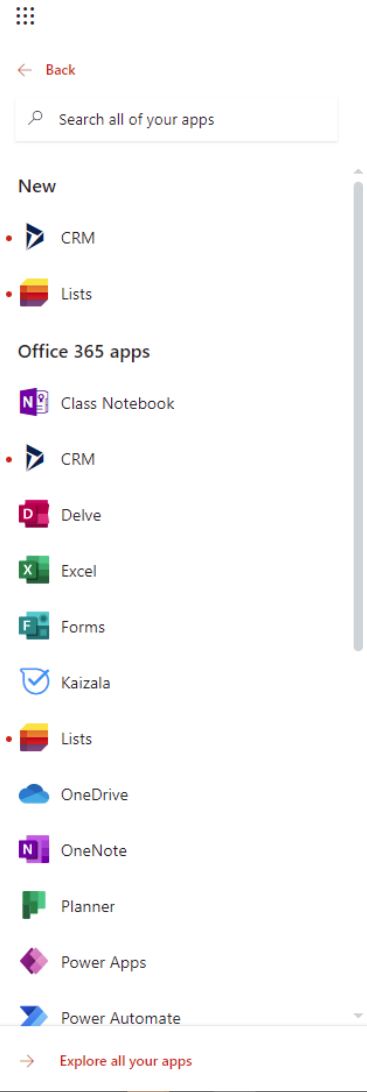 Back
Search all of your apps
New
CRM
Lists
Office 365 apps
Class Notebook
CRM
Delve
Excel
Forms
Kaizala
Lists
OneDrive
OneNote
Planner
Power Apps
Power Automate
Explore all your apps